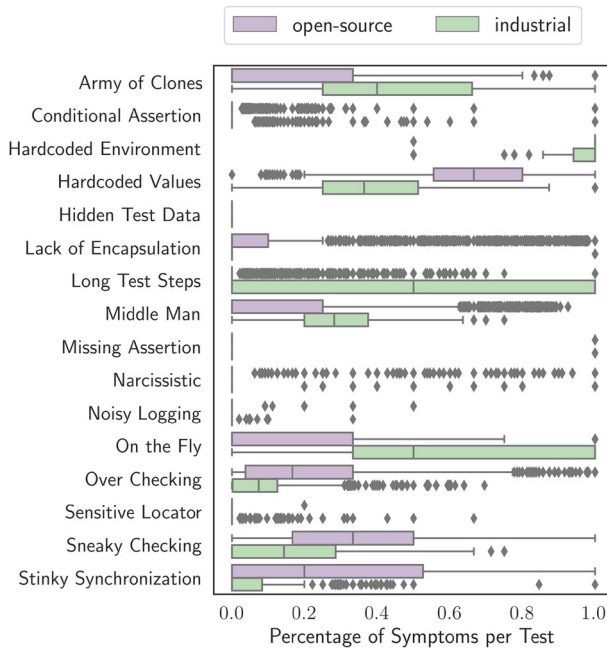 open-source industrial
Army of Clones
Conditional Assertion
Hardcoded Environment
Hardcoded Values
Hidden Test Data
Lack of Encapsulation
Long Test Steps
Middle Man
Missing Assertion
Narcissistic
Noisy Logging
On the Fly
Over Checking
Sensitive Locator
Sneaky Checking
Stinky Synchronization
0.0 0.2 0.4 0.6 0.8 1.0
Percentage of Symptoms per Test